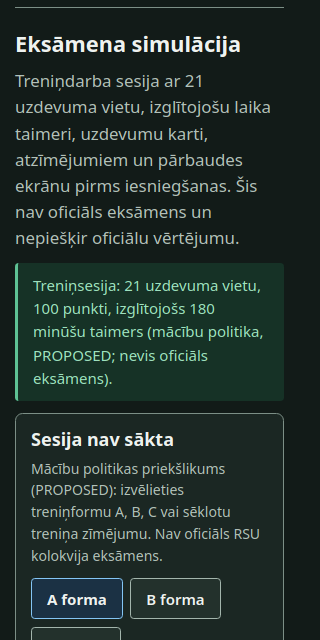 Eksāmena simulācija
Treniņdarba sesija ar 21
uzdevuma vietu, izglītojošu laika
taimeri, uzdevumu karti,
atzīmējumiem un pārbaudes
ekrānu pirms iesniegšanas. Šis
nav oficiāls eksāmens un
nepiešķir oficiālu vērtējumu.
Treniņsesija: 21 uzdevuma vietu,
100 punkti, izglītojošs 180
minūšu taimers (mācību politika,
PROPOSED; nevis oficiāls
eksāmens).
Sesija nav sākta
Mācību politikas priekšlikums
(PROPOSED): izvēlieties
treniņformu A, B, C vai sēklotu
treniņa zīmējumu. Nav oficiāls RSU
kolokvija eksāmens.
A forma
B forma